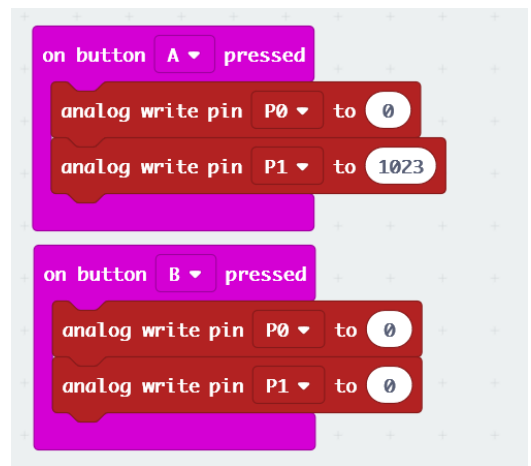 on button A pressed
analog write pin P0 to 0
analog write pin P1 to 1023
on button B pressed
analog write pin P0 to 0
analog write pin P1 to 0